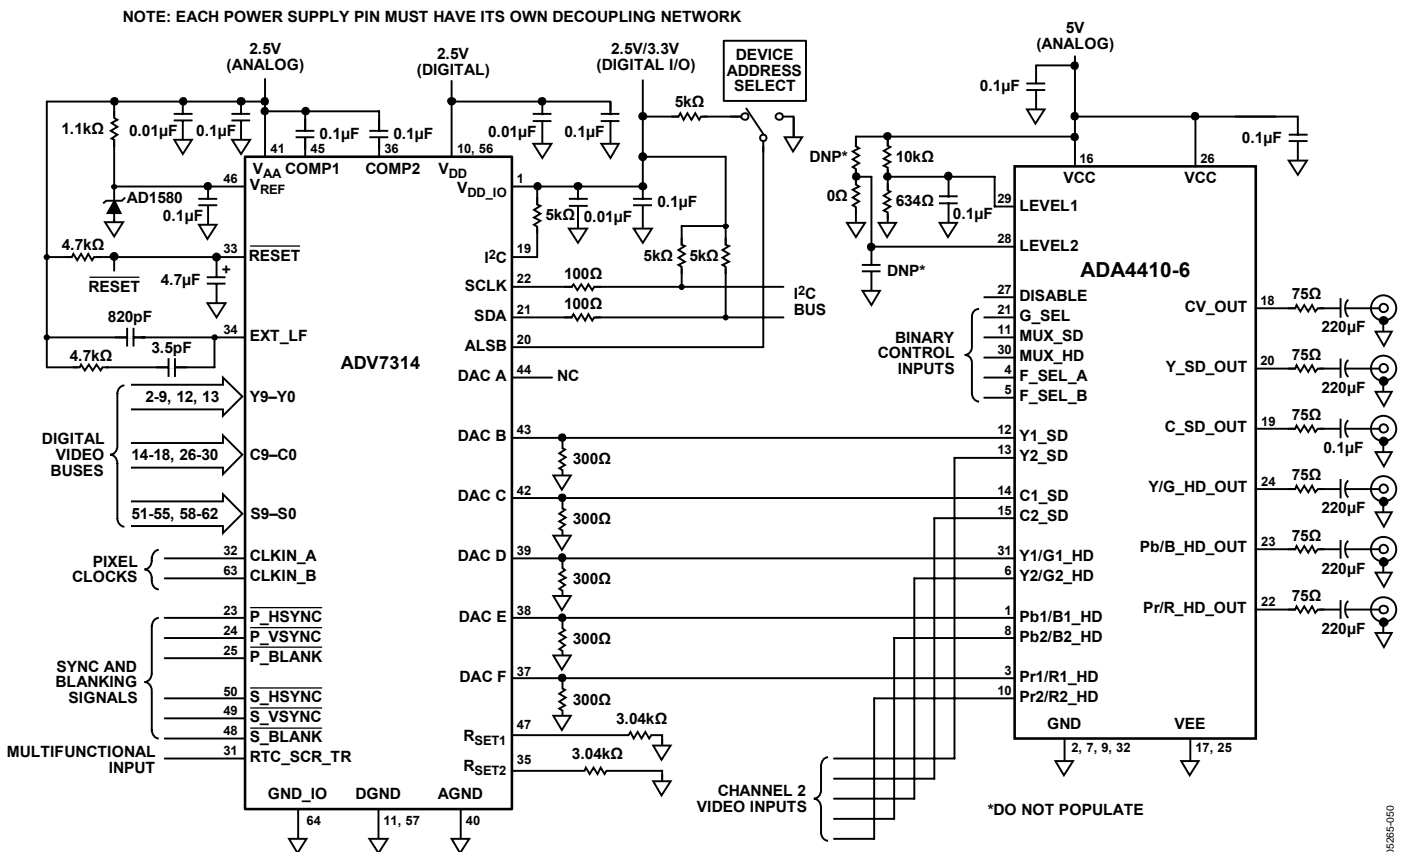 NOTE: EACH POWER SUPPLY PIN MUST HAVE ITS OWN DECOUPLING NETWORK
2.5V
(ANALOG)
2.5V
(DIGITAL)
2.5V/3.3V
(DIGITAL I/O)
DEVICE
ADDRESS
SELECT
5V
(ANALOG)
1.1kΩ
0.01µF
0.1µF
0.1µF
0.1µF
0.01µF
0.1µF
5kΩ
0.1µF
0.1µF
41
45
36
10, 56
VAA
COMP1
COMP2
VDD
46
VREF
AD1580
0.1µF
VDD_IO
1
5kΩ
0.01µF
0.1µF
4.7kΩ
33
RESET
RESET
4.7µF
+
I2C
19
5kΩ
5kΩ
SCLK
22
100Ω
SDA
21
100Ω
I2C
BUS
820pF
34
EXT_LF
3.5pF
4.7kΩ
ALSB
20
ADV7314
DAC A
44
NC
DIGITAL
VIDEO
BUSES
2-9, 12, 13
Y9–Y0
14-18, 26-30
C9–C0
51-55, 58-62
S9–S0
DAC B
43
300Ω
DAC C
42
300Ω
DAC D
39
300Ω
DAC E
38
300Ω
DAC F
37
300Ω
PIXEL
CLOCKS
32
CLKIN_A
63
CLKIN_B
SYNC AND
BLANKING
SIGNALS
23
P_HSYNC
24
P_VSYNC
25
P_BLANK
50
S_HSYNC
49
S_VSYNC
48
S_BLANK
MULTIFUNCTIONAL
INPUT
31
RTC_SCR_TR
RSET1
47
3.04kΩ
RSET2
35
3.04kΩ
GND_IO
DGND
AGND
64
11, 57
40
DNP*
10kΩ
0Ω
634Ω
0.1µF
DNP*
16
26
VCC
VCC
29
LEVEL1
28
LEVEL2
ADA4410-6
27
DISABLE
BINARY
CONTROL
INPUTS
21
G_SEL
11
MUX_SD
30
MUX_HD
4
F_SEL_A
5
F_SEL_B
12
Y1_SD
13
Y2_SD
14
C1_SD
15
C2_SD
31
Y1/G1_HD
6
Y2/G2_HD
1
Pb1/B1_HD
8
Pb2/B2_HD
3
Pr1/R1_HD
10
Pr2/R2_HD
CV_OUT
18
75Ω
220µF
Y_SD_OUT
20
75Ω
220µF
C_SD_OUT
19
75Ω
0.1µF
Y/G_HD_OUT
24
75Ω
220µF
Pb/B_HD_OUT
23
75Ω
220µF
Pr/R_HD_OUT
22
75Ω
220µF
GND
VEE
2, 7, 9, 32
17, 25
CHANNEL 2
VIDEO INPUTS
*DO NOT POPULATE
05265-050